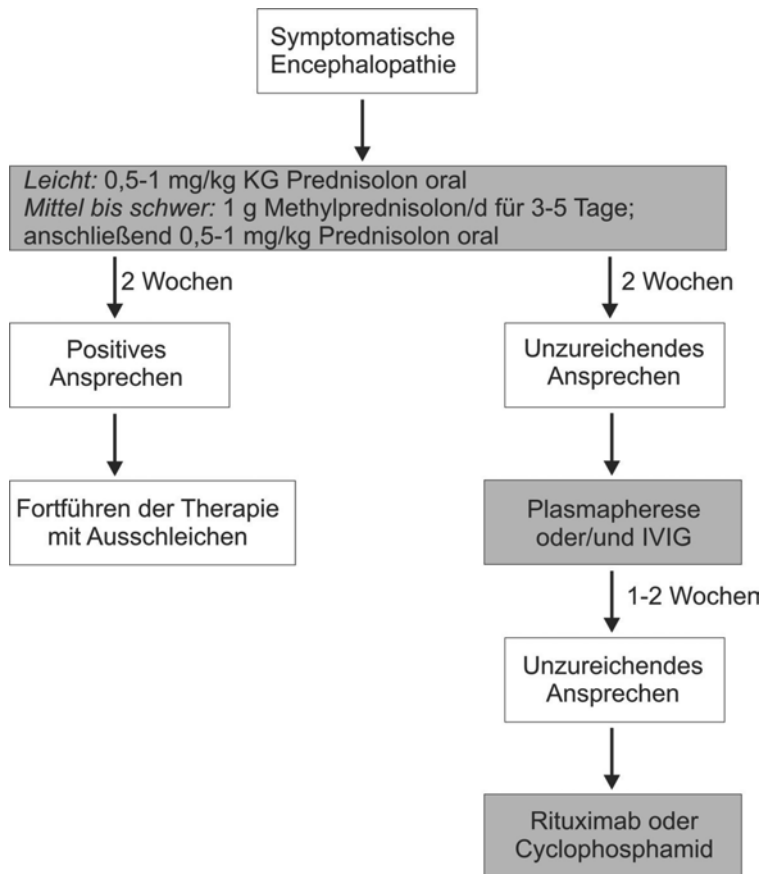 Symptomatische
Encephalopathie
Leicht: 0,5-1 mg/kg KG Prednisolon oral
Mittel bis schwer: 1 g Methylprednisolon/d für 3-5 Tage;
anschließend 0,5-1 mg/kg Prednisolon oral
2 Wochen
2 Wochen
Positives
Ansprechen
Unzureichendes
Ansprechen
Fortführen der Therapie
mit Ausschleichen
Plasmapherese
oder/und IVIG
1-2 Wochen
Unzureichendes
Ansprechen
Rituximab oder
Cyclophosphamid